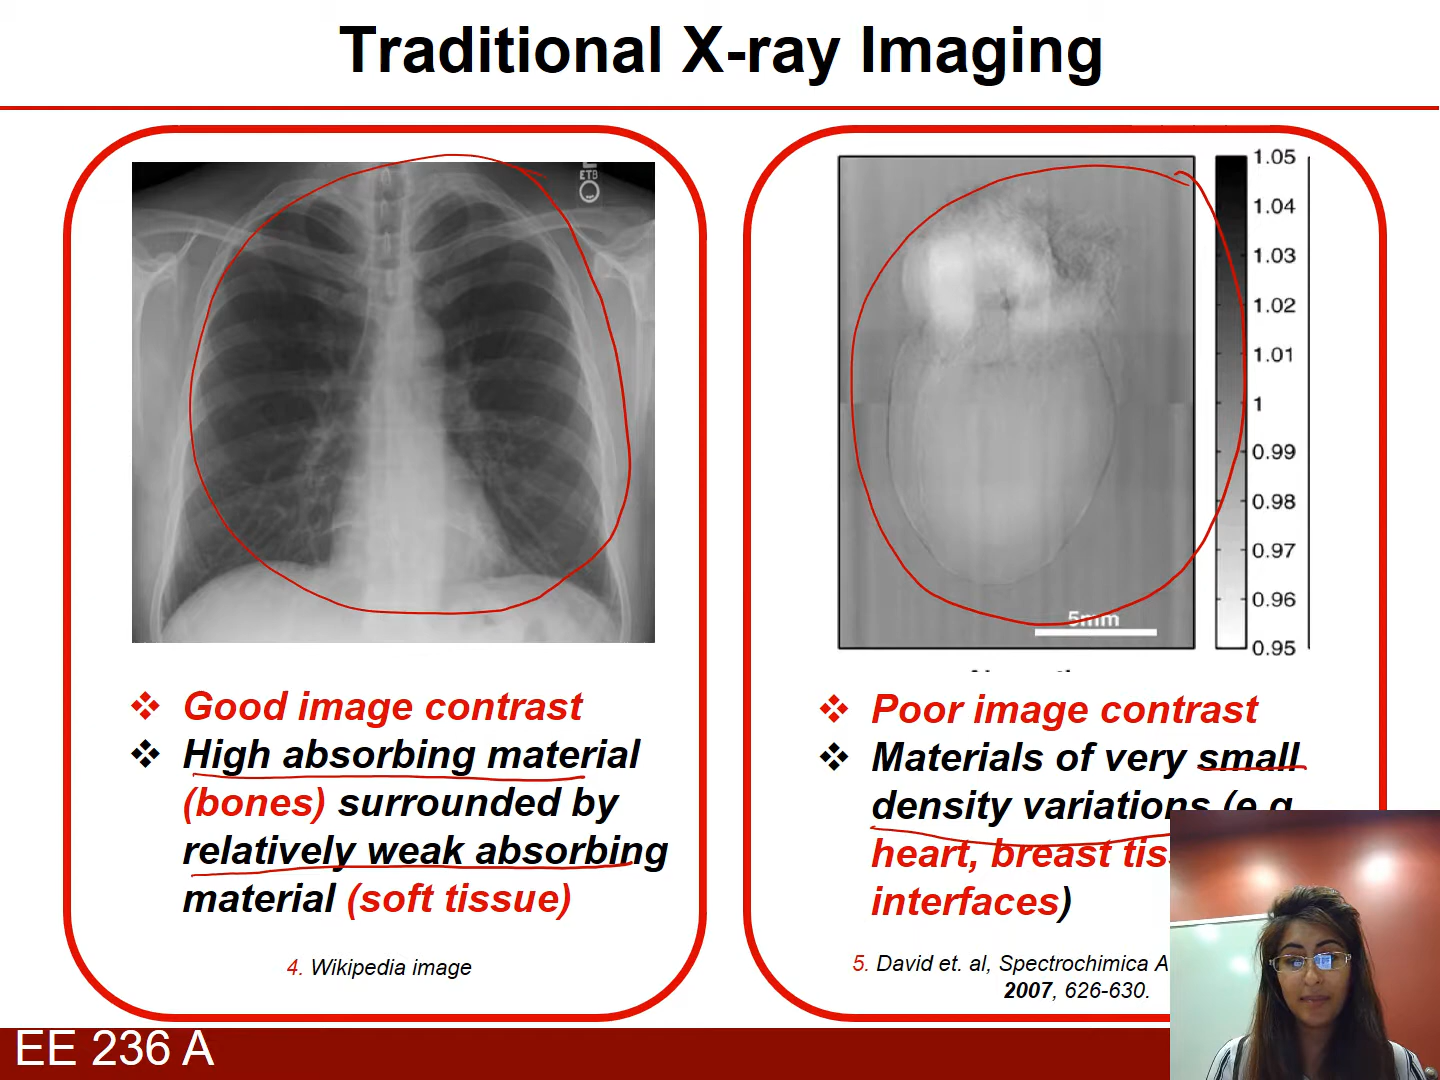 Traditional X-ray Imaging
ETB
1.05
1.04
1.03
1.02
1.01
1
0.99
0.98
0.97
0.96
0.95
5mm
❖ Good image contrast
❖ High absorbing material
(bones) surrounded by
relatively weak absorbing
material (soft tissue)
4. Wikipedia image
❖ Poor image contrast
❖ Materials of very small
density variations (e.g
heart, breast
interfaces)
5. David et. al, Spectrochimica A
2007, 626-630.
EE 236 A